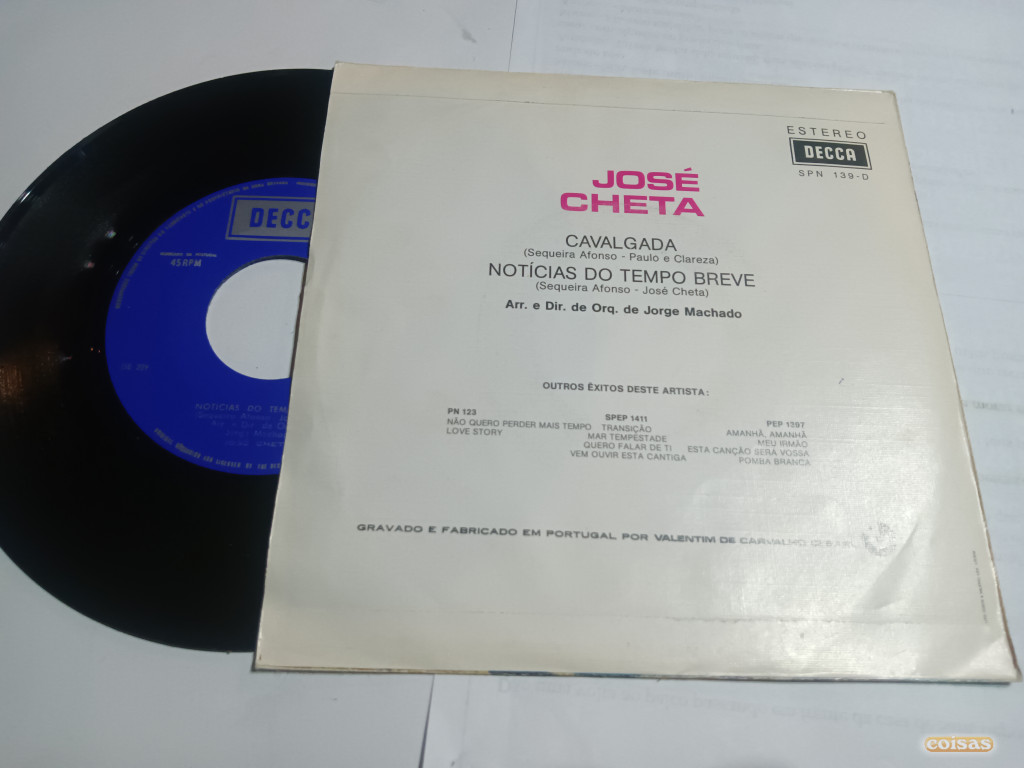 ESTEREO
DECCA
SPN 139-D
JOSÉ
CHETA
CAVALGADA
(Sequeira Afonso - Paulo e Clareza)
NOTÍCIAS DO TEMPO BREVE
(Sequeira Afonso - José Cheta)
Arr. e Dir. de Orq. de Jorge Machado
OUTROS ÊXITOS DESTE ARTISTA:
PN 123
NÃO QUERO PERDER MAIS TEMPO
LOVE STORY
SPEP 1411
TRANSIÇÃO
MAR TEMPESTADE
QUERO FALAR DE TI
VEM OUVIR ESTA CANTIGA
PEP 1397
AMANHÃ, AMANHÃ
MEU IRMÃO
ESTA CANÇÃO SERÁ VOSSA
POMBA BRANCA
GRAVADO E FABRICADO EM PORTUGAL POR VALENTIM DE CARVALHO
DECC
45 RPM
NOTÍCIAS DO TEM
Arr. e Dir. de
coisas